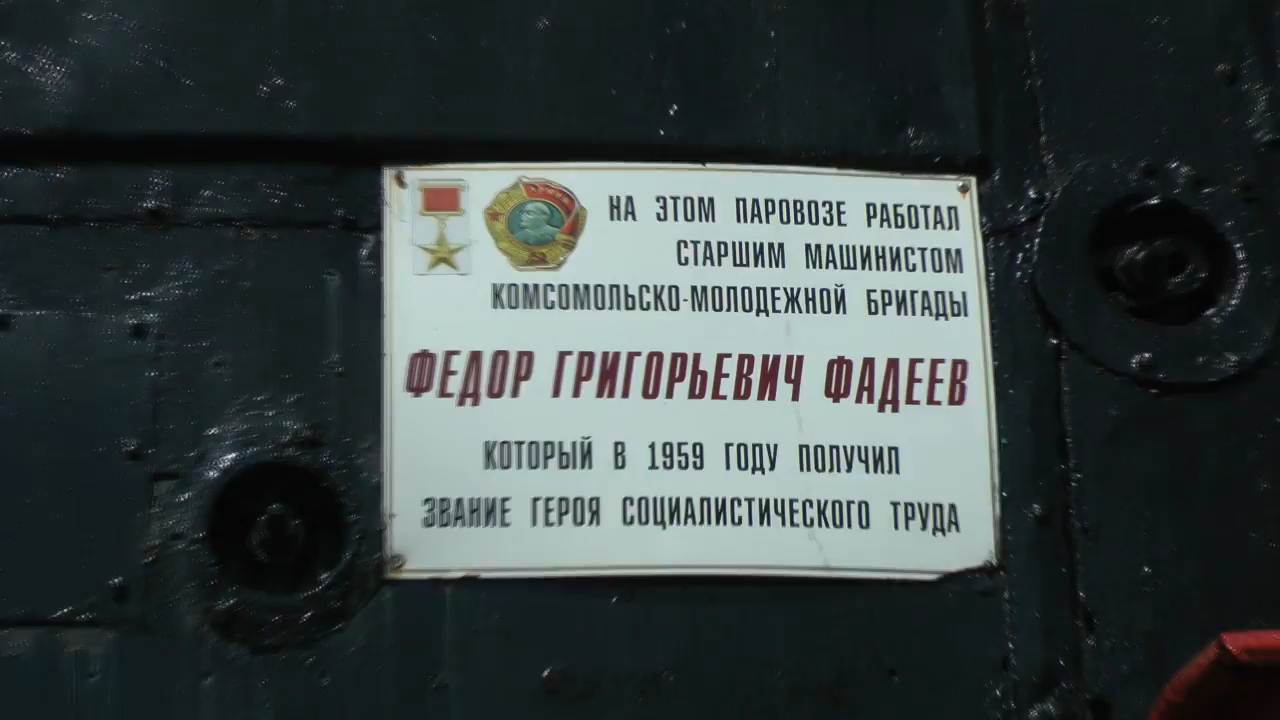 НА ЭТОМ ПАРОВОЗЕ РАБОТАЛ
СТАРШИМ МАШИНИСТОМ
КОМСОМОЛЬСКО-МОЛОДЕЖНОЙ БРИГАДЫ
ФЕДОР ГРИГОРЬЕВИЧ ФАДЕЕВ
КОТОРЫЙ В 1959 ГОДУ ПОЛУЧИЛ
ЗВАНИЕ ГЕРОЯ СОЦИАЛИСТИЧЕСКОГО ТРУДА